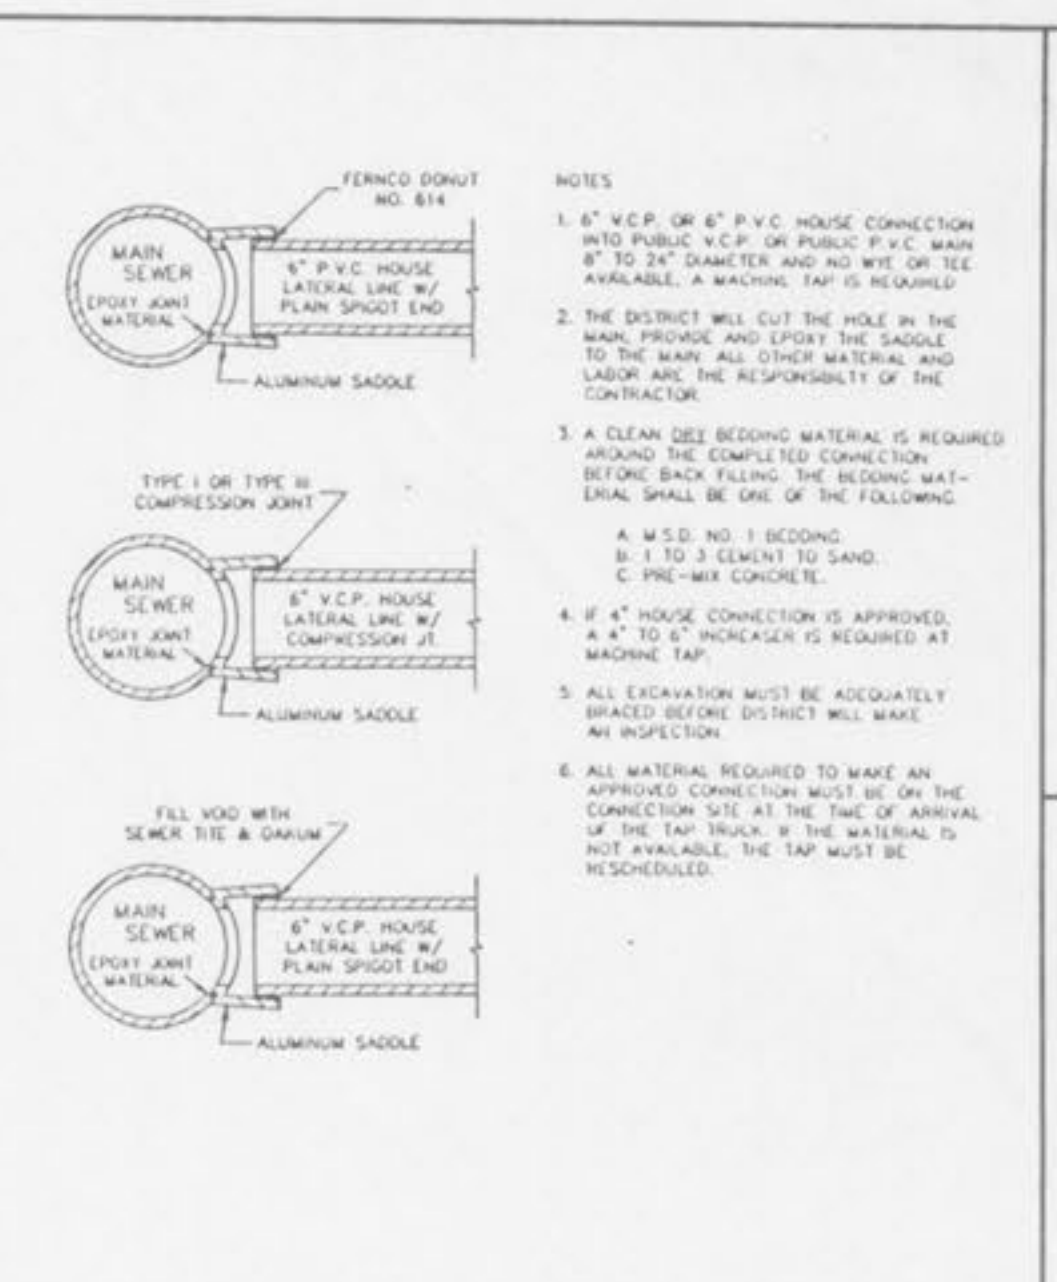 FERNCO DONUT
NO. 614
MAIN
SEWER
EPOXY JOINT
MATERIAL
6" P.V.C. HOUSE
LATERAL LINE W/
PLAIN SPIGOT END
ALUMINUM SADDLE
TYPE I OR TYPE III
COMPRESSION JOINT
MAIN
SEWER
EPOXY JOINT
MATERIAL
6" V.C.P. HOUSE
LATERAL LINE W/
COMPRESSION JT.
ALUMINUM SADDLE
FILL VOID WITH
SEWER TITE & OAKUM
MAIN
SEWER
EPOXY JOINT
MATERIAL
6" V.C.P. HOUSE
LATERAL LINE W/
PLAIN SPIGOT END
ALUMINUM SADDLE
NOTES
1. 6" V.C.P. OR 6" P.V.C. HOUSE CONNECTION
INTO PUBLIC V.C.P. OR PUBLIC P.V.C. MAIN
8" TO 24" DIAMETER AND NO WYE OR TEE
AVAILABLE, A MACHINE TAP IS REQUIRED
2. THE DISTRICT WILL CUT THE HOLE IN THE
MAIN, PROVIDE AND EPOXY THE SADDLE
TO THE MAIN. ALL OTHER MATERIAL AND
LABOR ARE THE RESPONSIBILTY OF THE
CONTRACTOR.
3. A CLEAN DRY BEDDING MATERIAL IS REQUIRED
AROUND THE COMPLETED CONNECTION
BEFORE BACK FILLING. THE BEDDING MAT-
ERIAL SHALL BE ONE OF THE FOLLOWING
A. M.S.D. NO. 1 BEDDING.
B. 1 TO 3 CEMENT TO SAND.
C. PRE-MIX CONCRETE.
4. IF 4" HOUSE CONNECTION IS APPROVED,
A 4" TO 6" INCREASER IS REQUIRED AT
MACHINE TAP.
5. ALL EXCAVATION MUST BE ADEQUATELY
BRACED BEFORE DISTRICT WILL MAKE
AN INSPECTION
6. ALL MATERIAL REQUIRED TO MAKE AN
APPROVED CONNECTION MUST BE ON THE
CONNECTION SITE AT THE TIME OF ARRIVAL
OF THE TAP TRUCK. IF THE MATERIAL IS
NOT AVAILABLE, THE TAP MUST BE
RESCHEDULED.